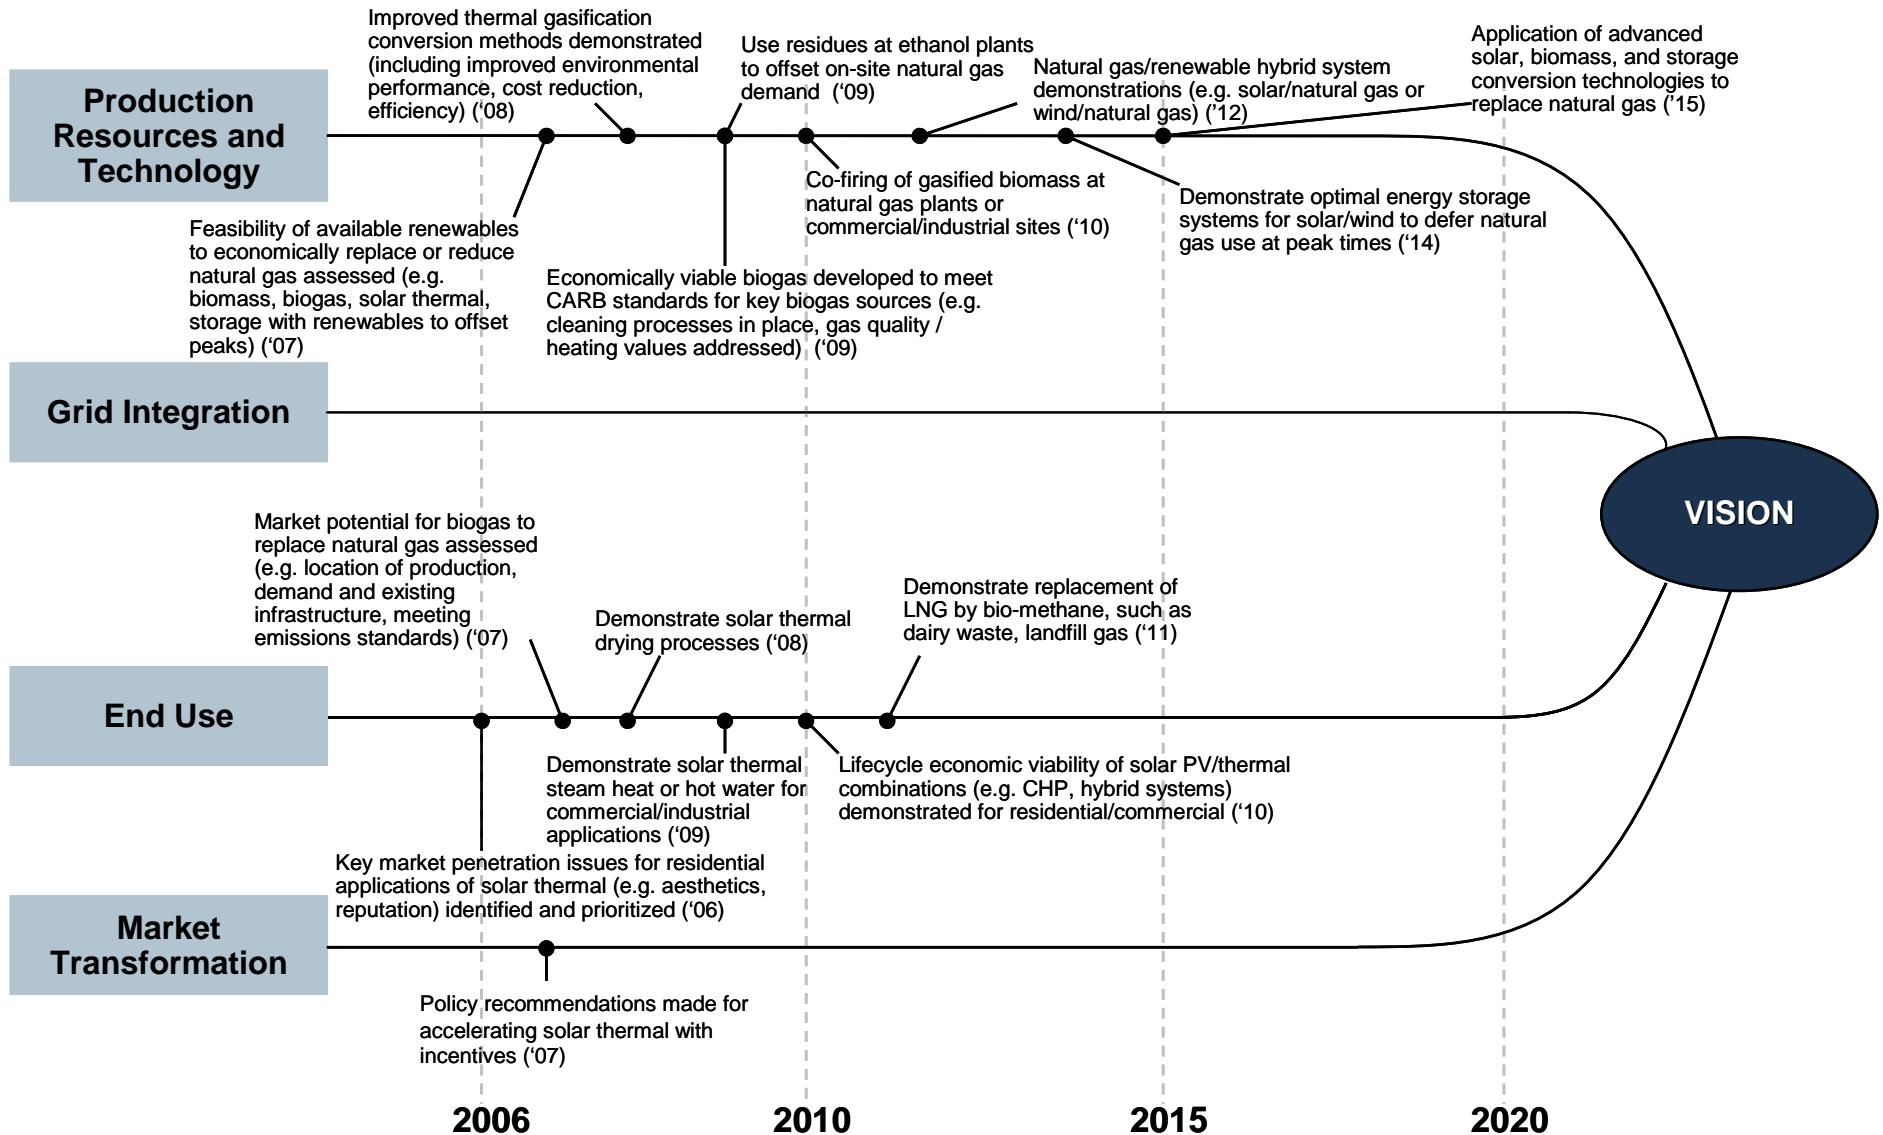 Improved thermal gasification
conversion methods demonstrated
(including improved environmental
performance, cost reduction,
efficiency) (‘08)
Use residues at ethanol plants
to offset on-site natural gas
demand (‘09)
Natural gas/renewable hybrid system
demonstrations (e.g. solar/natural gas or
wind/natural gas) (’12)
Application of advanced
solar, biomass, and storage
conversion technologies to
replace natural gas (‘15)
Production
Resources and
Technology
Feasibility of available renewables
to economically replace or reduce
natural gas assessed (e.g.
biomass, biogas, solar thermal,
storage with renewables to offset
peaks) (‘07)
Economically viable biogas developed to meet
CARB standards for key biogas sources (e.g.
cleaning processes in place, gas quality /
heating values addressed) (‘09)
Co-firing of gasified biomass at
natural gas plants or
commercial/industrial sites (‘10)
Demonstrate optimal energy storage
systems for solar/wind to defer natural
gas use at peak times (‘14)
Grid Integration
VISION
Market potential for biogas to
replace natural gas assessed
(e.g. location of production,
demand and existing
infrastructure, meeting
emissions standards) (‘07)
Demonstrate solar thermal
drying processes (‘08)
Demonstrate replacement of
LNG by bio-methane, such as
dairy waste, landfill gas (‘11)
End Use
Demonstrate solar thermal
steam heat or hot water for
commercial/industrial
applications (‘09)
Lifecycle economic viability of solar PV/thermal
combinations (e.g. CHP, hybrid systems)
demonstrated for residential/commercial (‘10)
Key market penetration issues for residential
applications of solar thermal (e.g. aesthetics,
reputation) identified and prioritized (‘06)
Market
Transformation
Policy recommendations made for
accelerating solar thermal with
incentives (‘07)
2006
2010
2015
2020